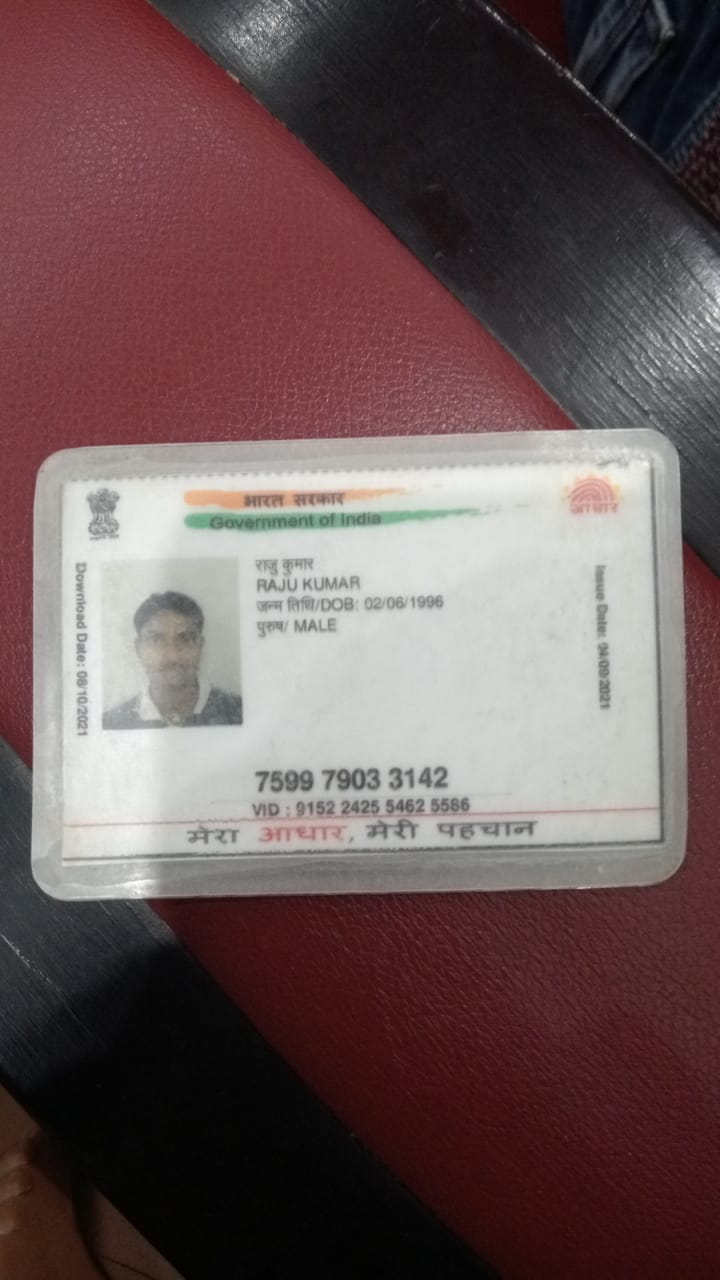 भारत सरकार
Government of India
आधार
राजु कुमार
RAJU KUMAR
जन्म तिथि/DOB: 02/06/1996
पुरुष/ MALE
Download Date: 08/10/2021
Issue Date: 04/09/2021
7599 7903 3142
VID : 9152 2425 5462 5586
मेरा आधार, मेरी पहचान